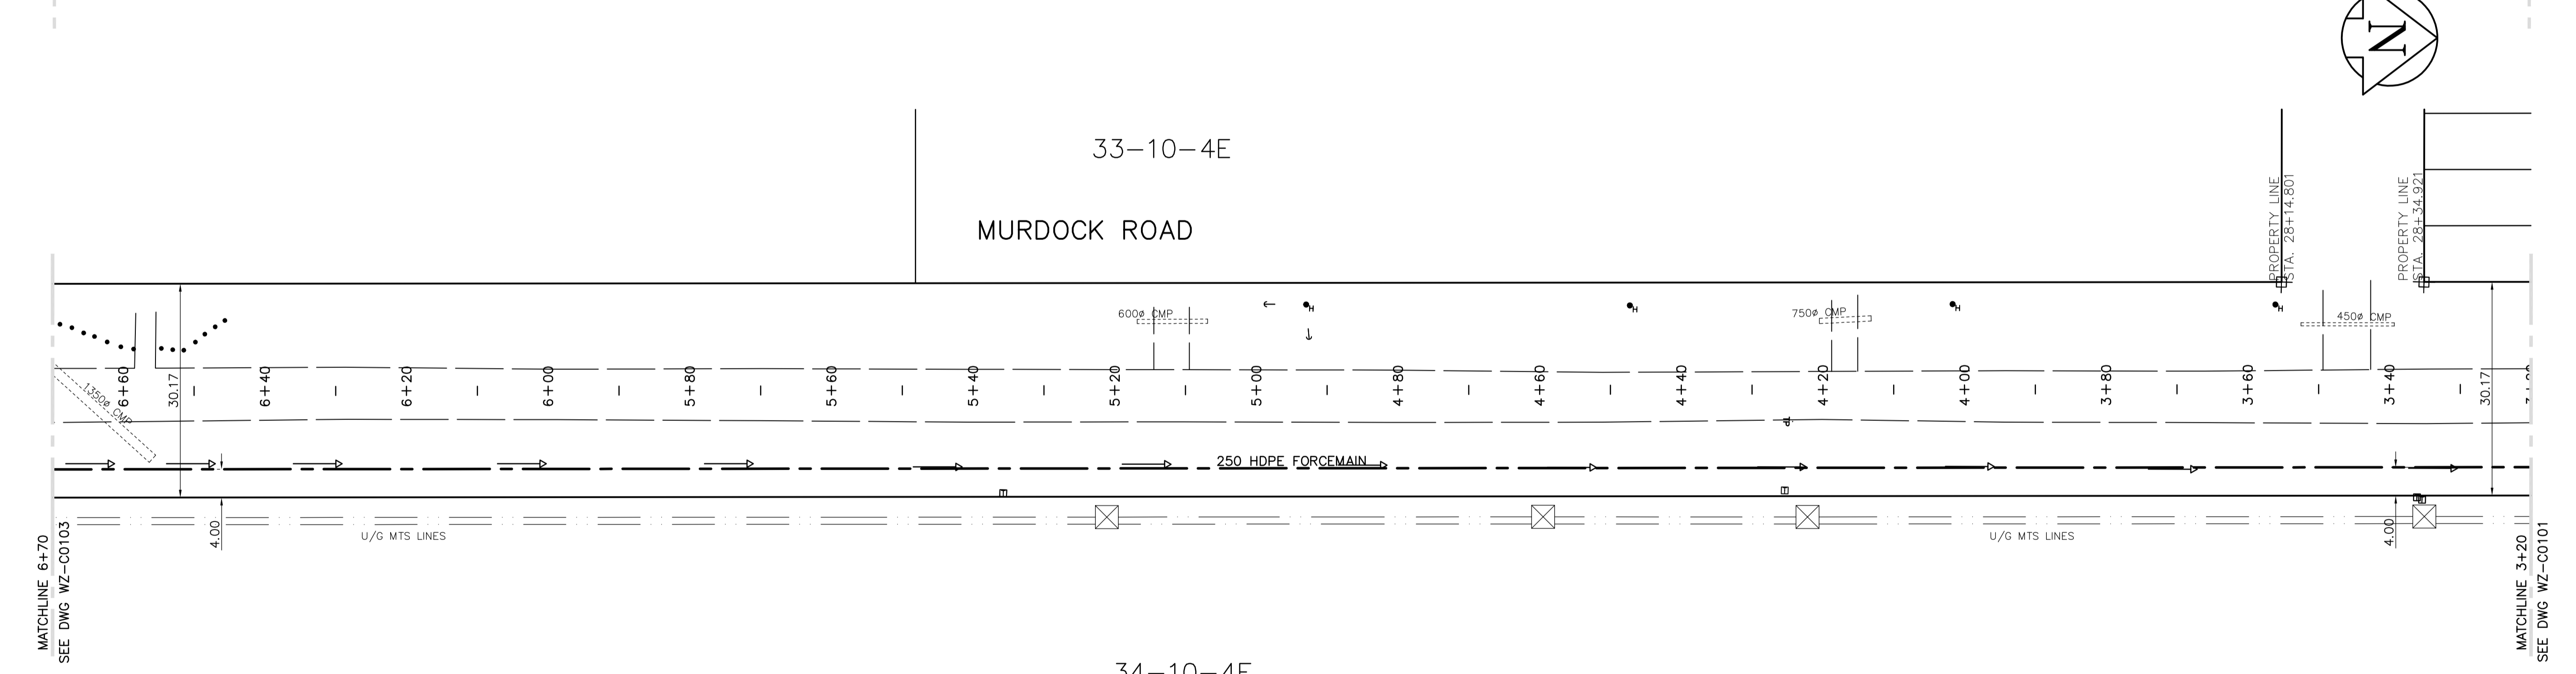 N
33-10-4E
MURDOCK ROAD
PROPERTY LINE
STA. 28+14.801
PROPERTY LINE
STA. 28+34.921
600ø CMP
H
H
750ø CMP
H
H
450ø CMP
1350ø CMP
6+60
30.17
6+40
6+20
6+00
5+80
5+60
5+40
5+20
5+00
4+80
4+60
4+40
4+20
4+00
3+80
3+60
3+40
30.17
250 HDPE FORCEMAIN
4.00
U/G MTS LINES
U/G MTS LINES
4.00
MATCHLINE 6+70
SEE DWG WZ-C0103
MATCHLINE 3+20
SEE DWG WZ-C0101
34-10-4E